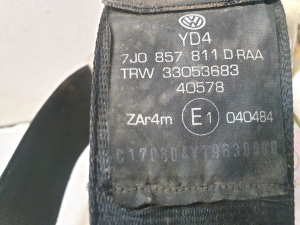 YD4
7J0 857 811 D RAA
TRW 33053683
40578
ZAr4m E1 040484